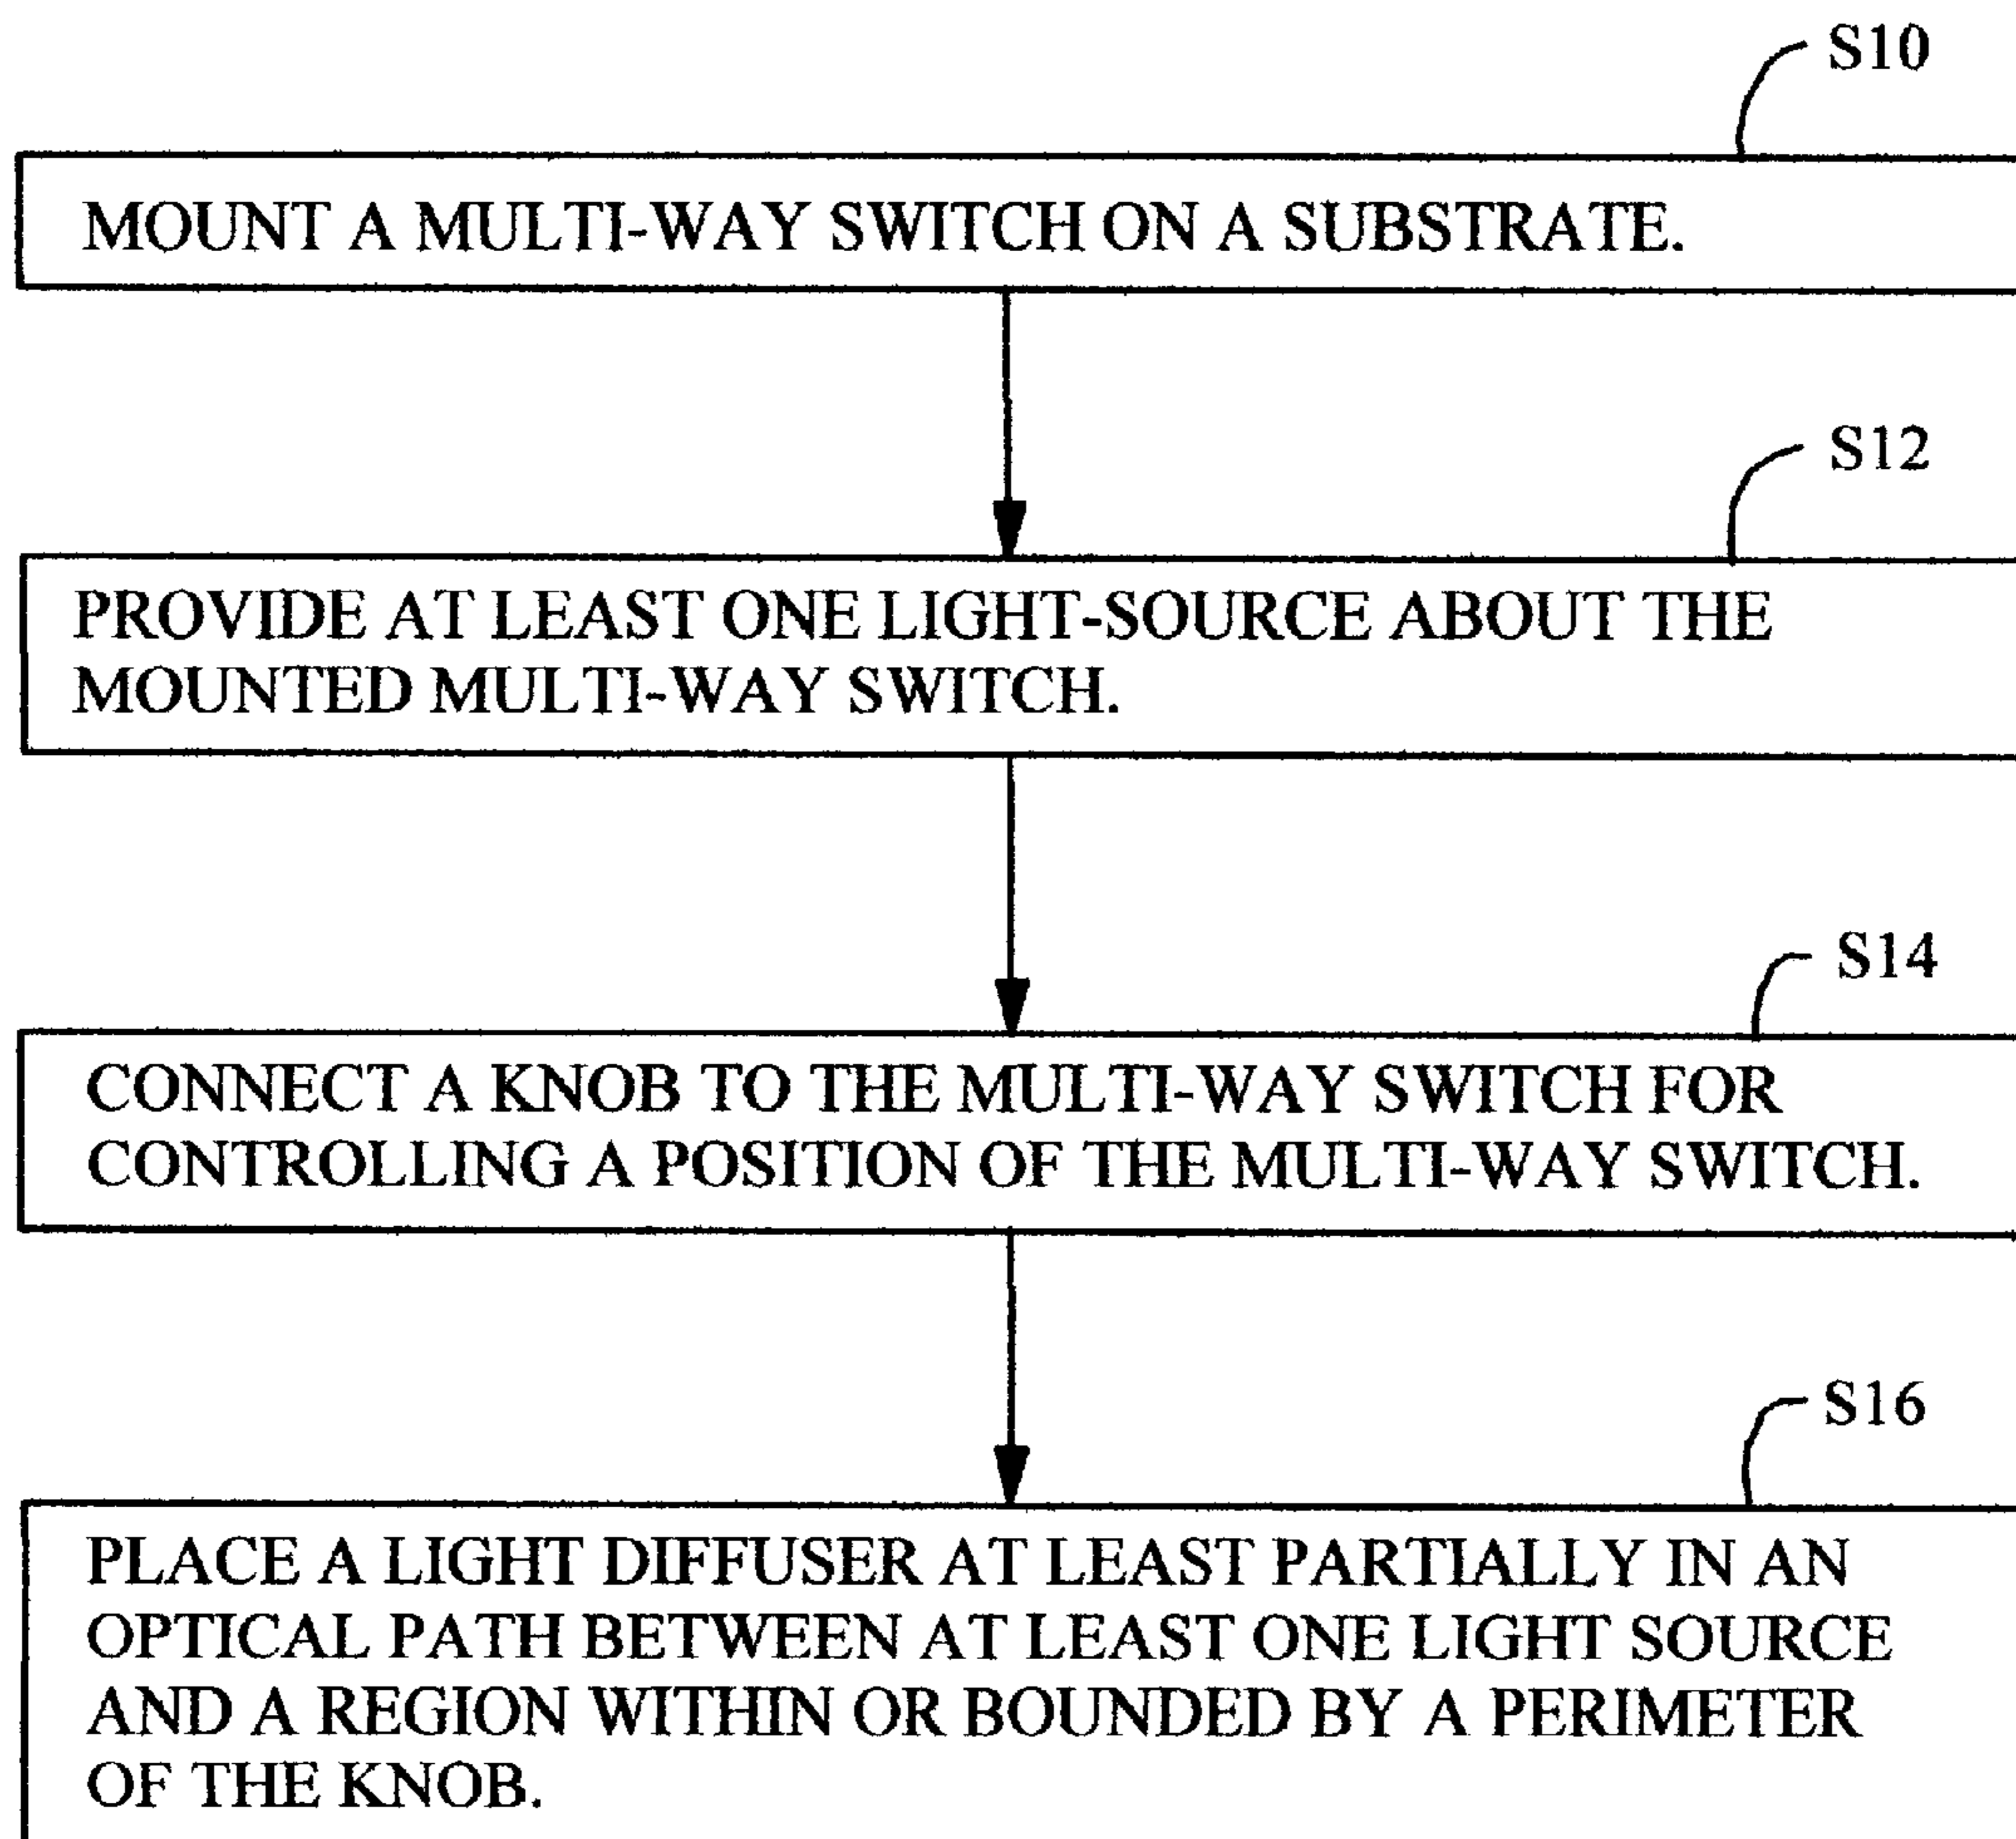 S10
MOUNT A MULTI-WAY SWITCH ON A SUBSTRATE.
S12
PROVIDE AT LEAST ONE LIGHT-SOURCE ABOUT THE
MOUNTED MULTI-WAY SWITCH.
S14
CONNECT A KNOB TO THE MULTI-WAY SWITCH FOR
CONTROLLING A POSITION OF THE MULTI-WAY SWITCH.
S16
PLACE A LIGHT DIFFUSER AT LEAST PARTIALLY IN AN
OPTICAL PATH BETWEEN AT LEAST ONE LIGHT SOURCE
AND A REGION WITHIN OR BOUNDED BY A PERIMETER
OF THE KNOB.